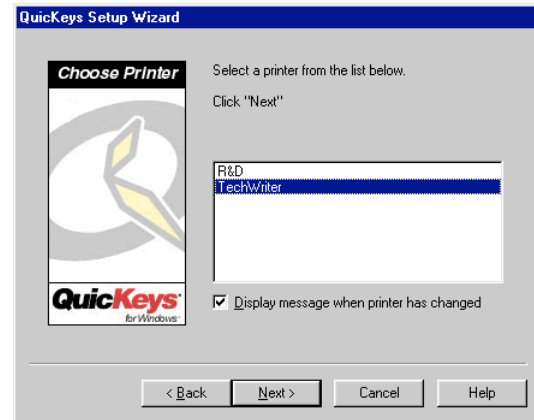 QuicKeys Setup Wizard
Choose Printer
Select a printer from the list below.
Click "Next"
R&D
TechWriter
QuicKeys
for Windows
Display message when printer has changed
< Back
Next >
Cancel
Help